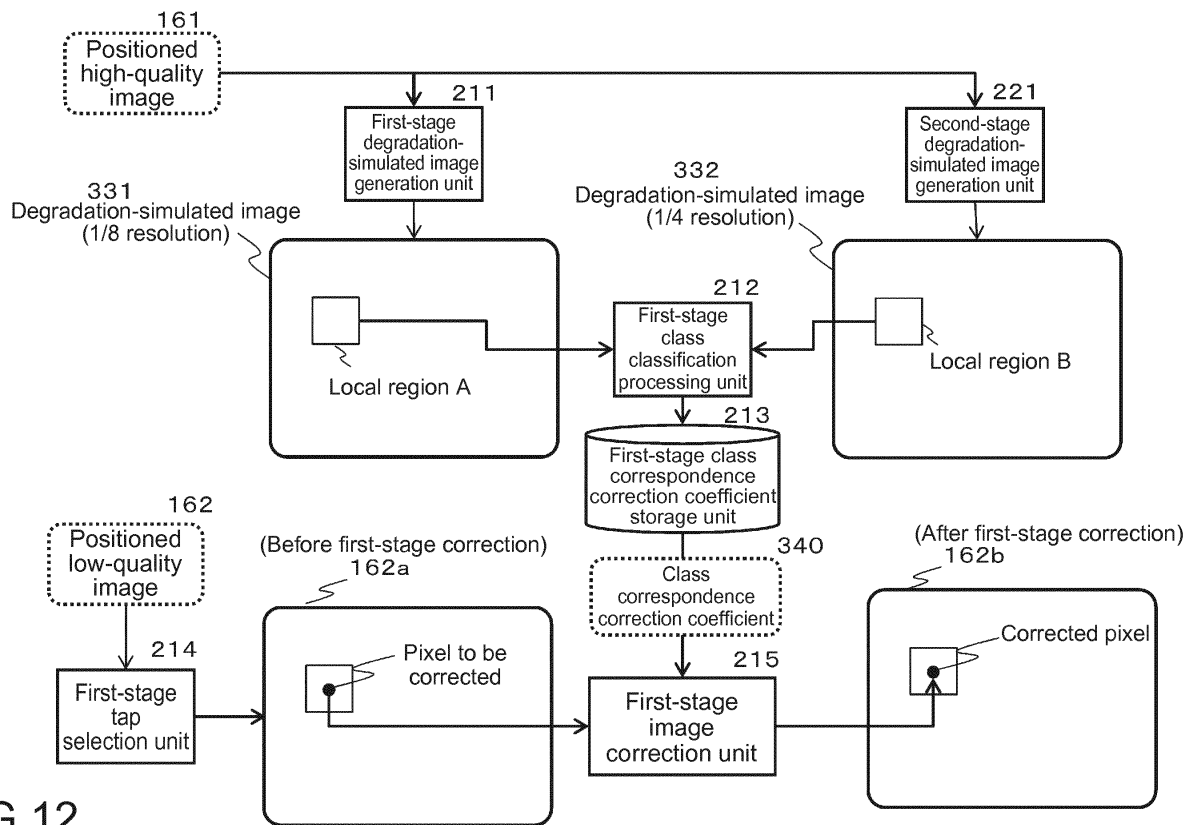 161
Positioned
high-quality
image
211
First-stage
degradation-
simulated image
generation unit
221
Second-stage
degradation-
simulated image
generation unit
331
Degradation-simulated image
(1/8 resolution)
332
Degradation-simulated image
(1/4 resolution)
Local region A
212
First-stage
class
classification
processing unit
Local region B
213
First-stage class
correspondence
correction coefficient
storage unit
162
Positioned
low-quality
image
(Before first-stage correction)
162a
340
Class
correspondence
correction coefficient
(After first-stage correction)
162b
214
First-stage
tap
selection unit
Pixel to be
corrected
215
First-stage
image
correction unit
Corrected pixel
G.12